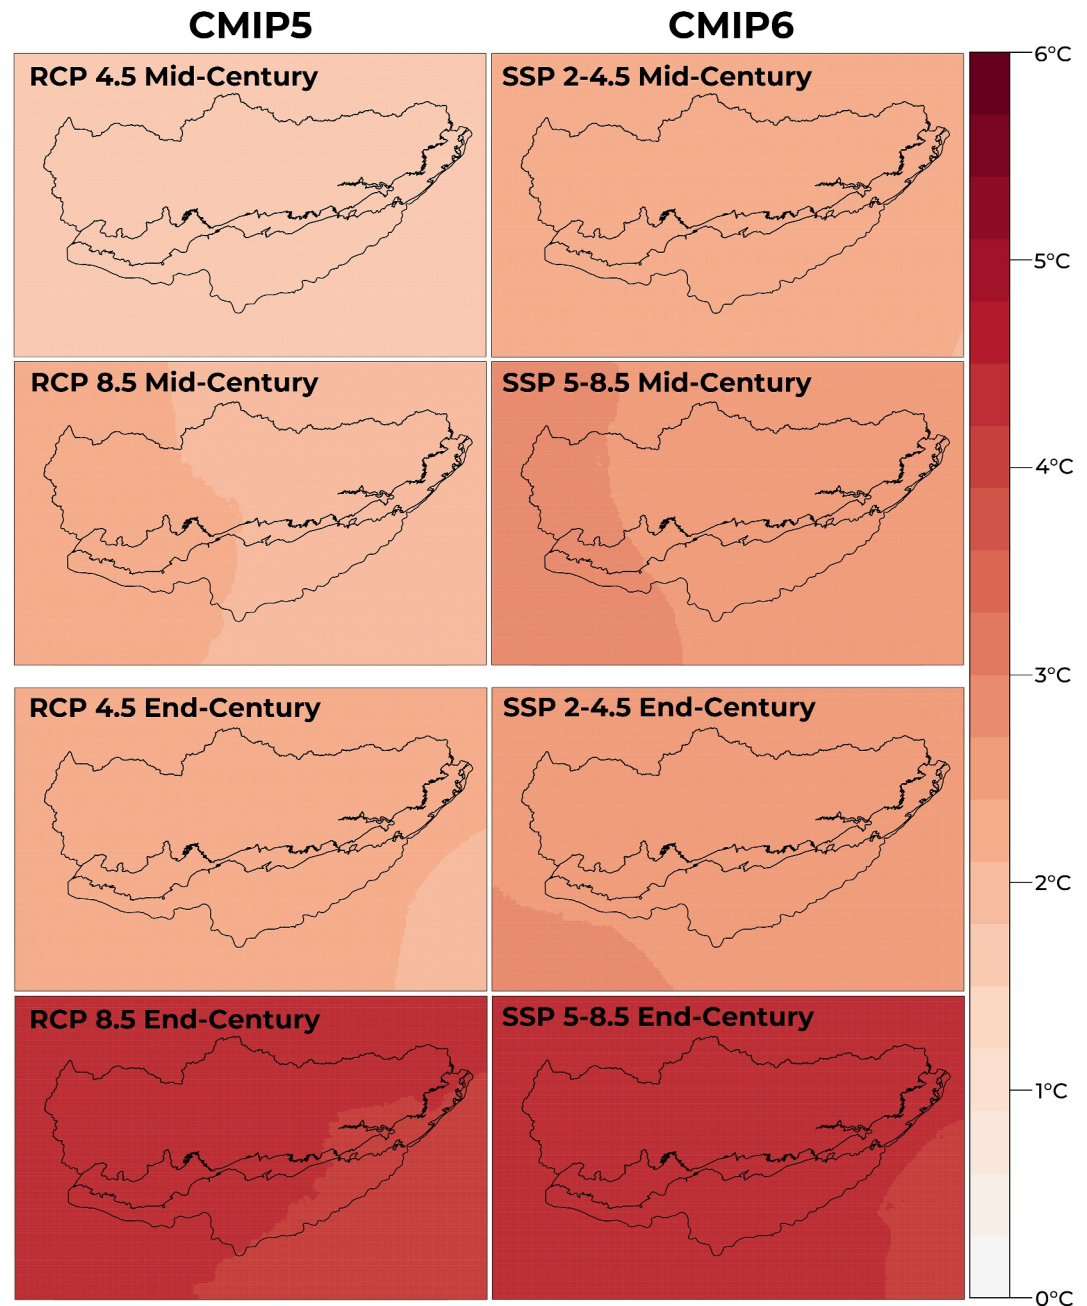 CMIP5 CMIP6
RCP 4.5 Mid-Century SSP 2-4.5 Mid-Century
RCP 8.5 Mid-Century SSP 5-8.5 Mid-Century
RCP 4.5 End-Century SSP 2-4.5 End-Century
RCP 8.5 End-Century SSP 5-8.5 End-Century
6°C
5°C
4°C
3°C
2°C
1°C
0°C